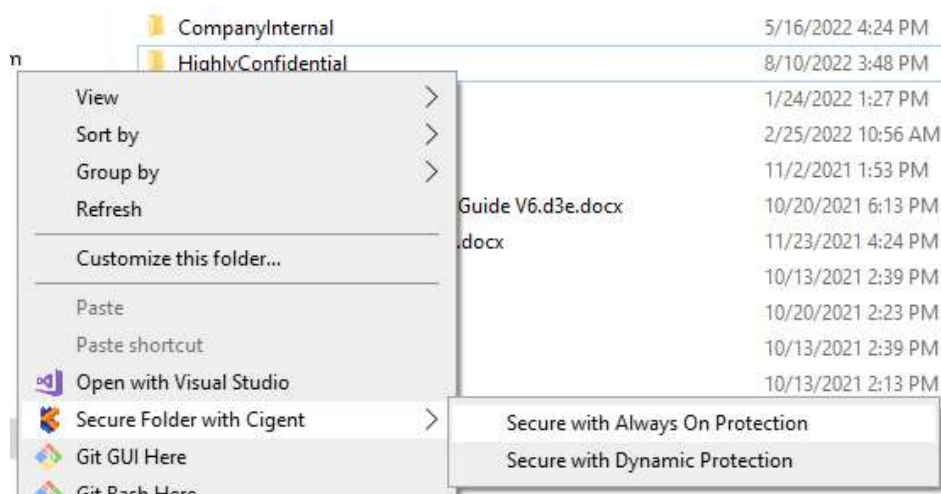 CompanyInternal 5/16/2022 4:24 PM
m HighlyConfidential 8/10/2022 3:48 PM
View 1/24/2022 1:27 PM
Sort by 2/25/2022 10:56 AM
Group by 11/2/2021 1:53 PM
Refresh Guide V6.d3e.docx 10/20/2021 6:13 PM
.docx 11/23/2021 4:24 PM
Customize this folder...
10/13/2021 2:39 PM
Paste 10/20/2021 2:23 PM
Paste shortcut 10/13/2021 2:39 PM
Open with Visual Studio 10/13/2021 2:13 PM
Secure Folder with Cigent Secure with Always On Protection
Git GUI Here Secure with Dynamic Protection
Git Bash Here